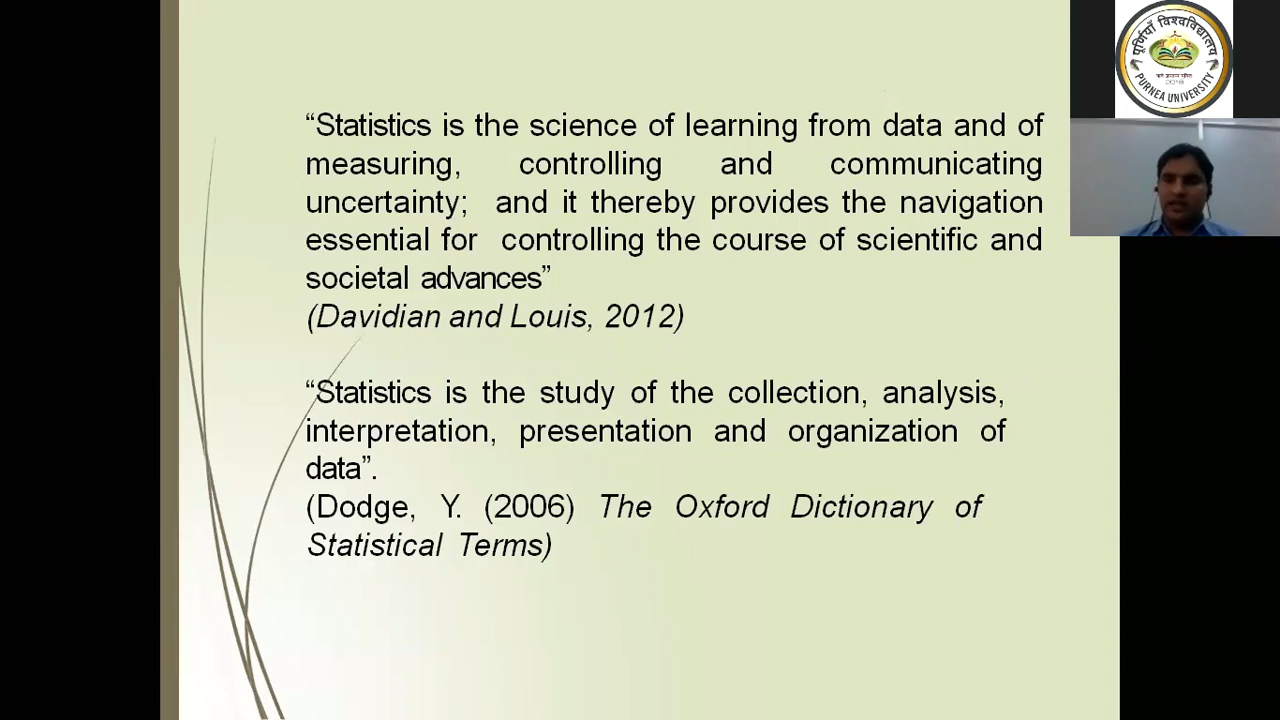 “Statistics is the science of learning from data and of
measuring, controlling and communicating
uncertainty; and it thereby provides the navigation
essential for controlling the course of scientific and
societal advances”
(Davidian and Louis, 2012)
“Statistics is the study of the collection, analysis,
interpretation, presentation and organization of
data”.
(Dodge, Y. (2006) The Oxford Dictionary of
Statistical Terms)
पूर्णियाँ विश्वविद्यालय
PURNEA UNIVERSITY